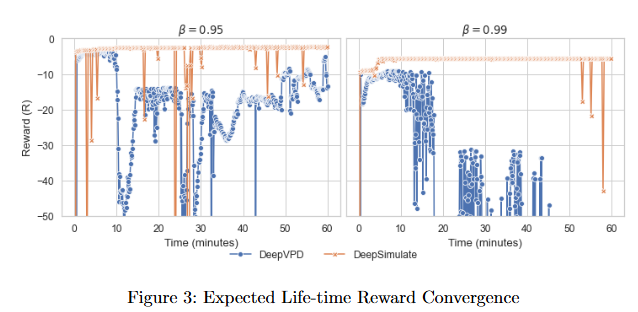 β = 0.95
β = 0.99
Reward (R)
0
−10
−20
−30
−40
−50
0 10 20 30 40 50 60
0 10 20 30 40 50 60
Time (minutes)
Time (minutes)
DeepVPD DeepSimulate
Figure 3: Expected Life-time Reward Convergence